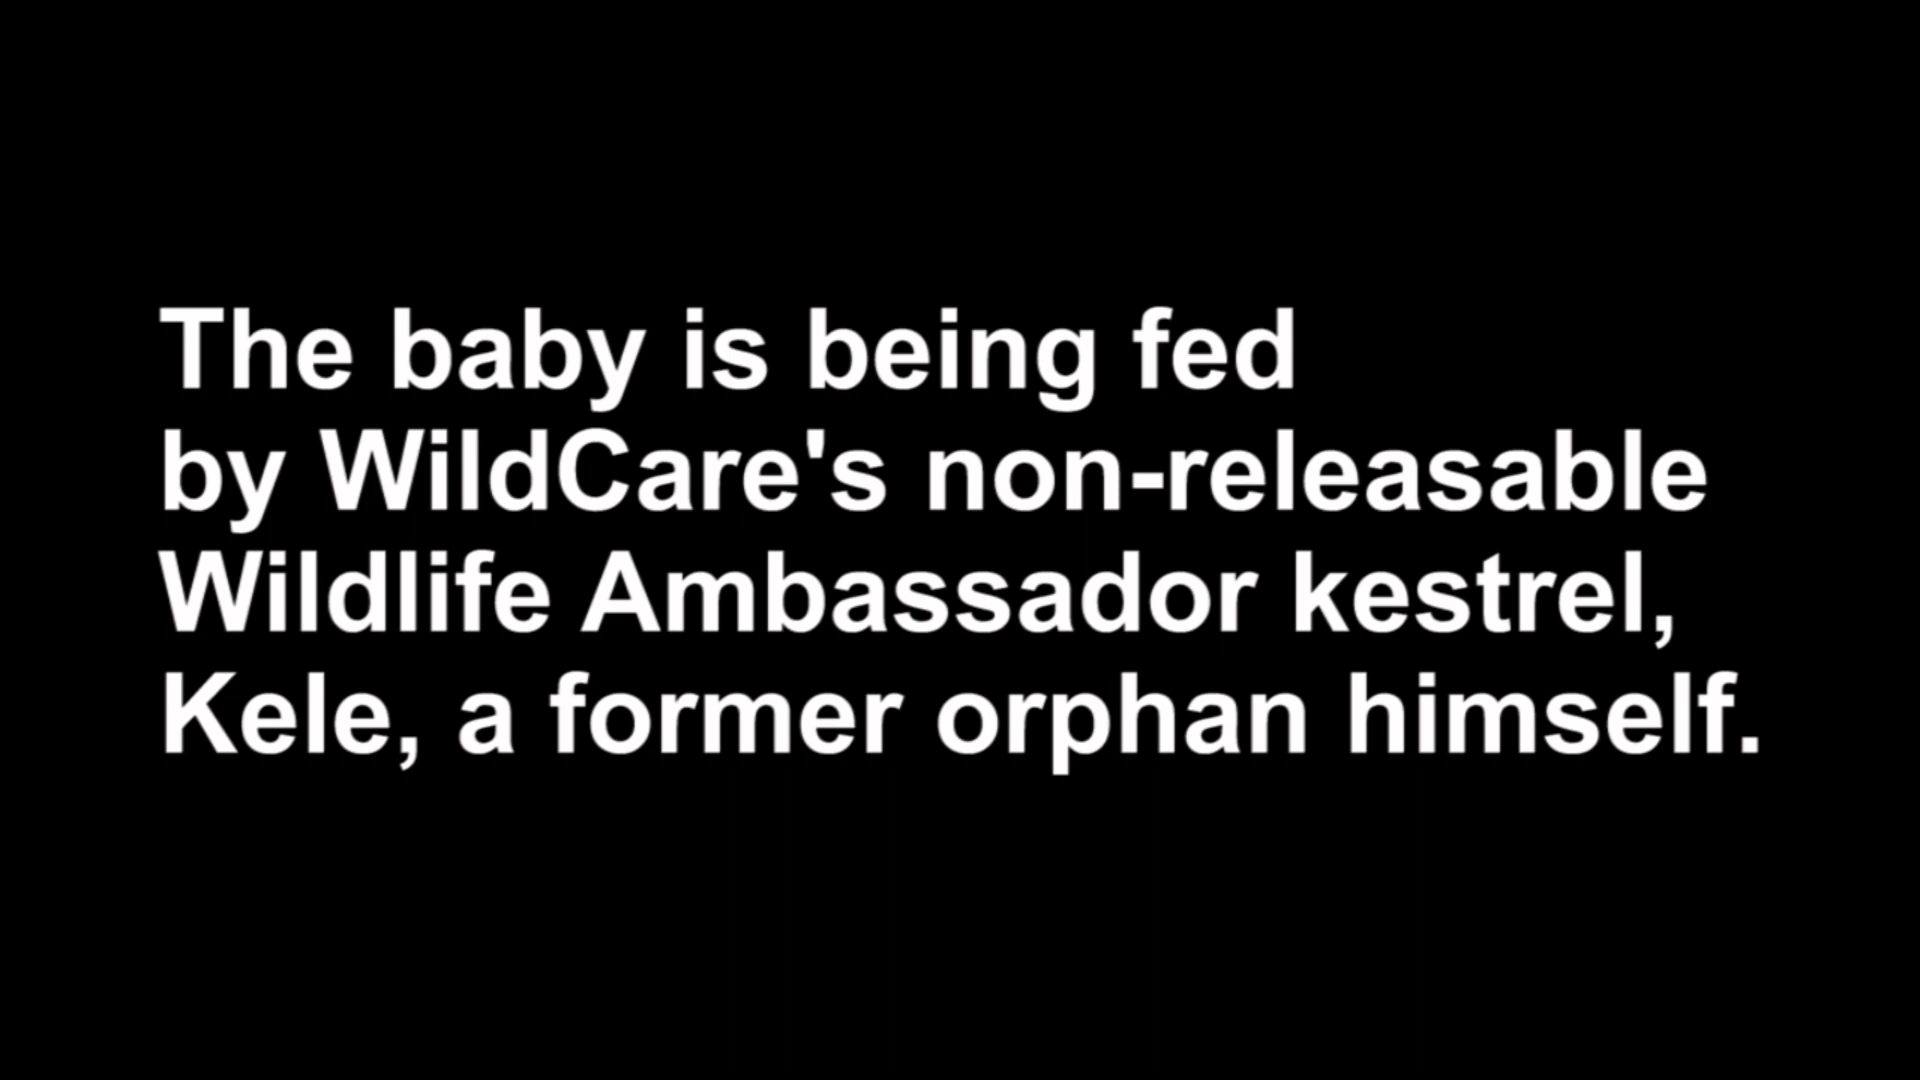 The baby is being fed
by WildCare's non-releasable
Wildlife Ambassador kestrel,
Kele, a former orphan himself.